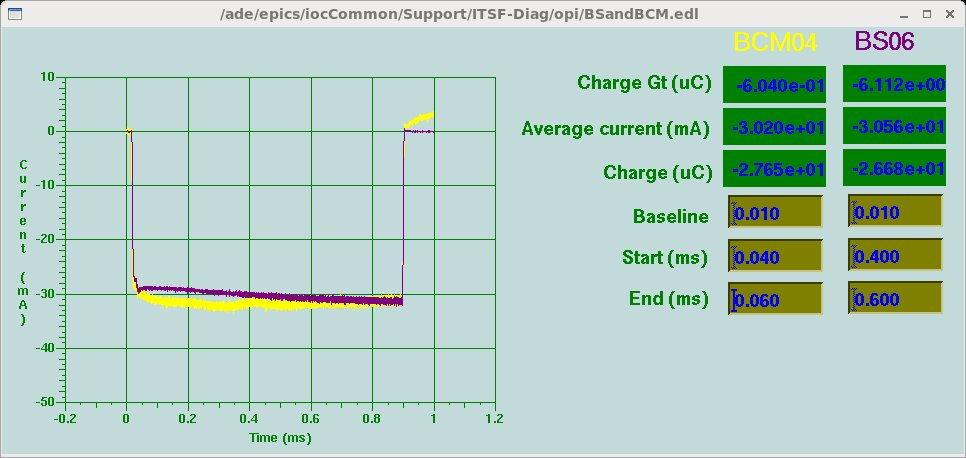 /ade/epics/iocCommon/Support/ITSF-Diag/opi/BSandBCM.edl
BCM04 BS06
Charge Gt (uC) -6.040e-01 -6.112e+00
Average current (mA) -3.020e+01 -3.056e+01
Charge (uC) -2.765e+01 -2.668e+01
Baseline 0.010 0.010
Start (ms) 0.040 0.400
End (ms) 0.060 0.600
Current (mA)
10
0
-10
-20
-30
-40
-50
-0.2 0 0.2 0.4 0.6 0.8 1 1.2
Time (ms)